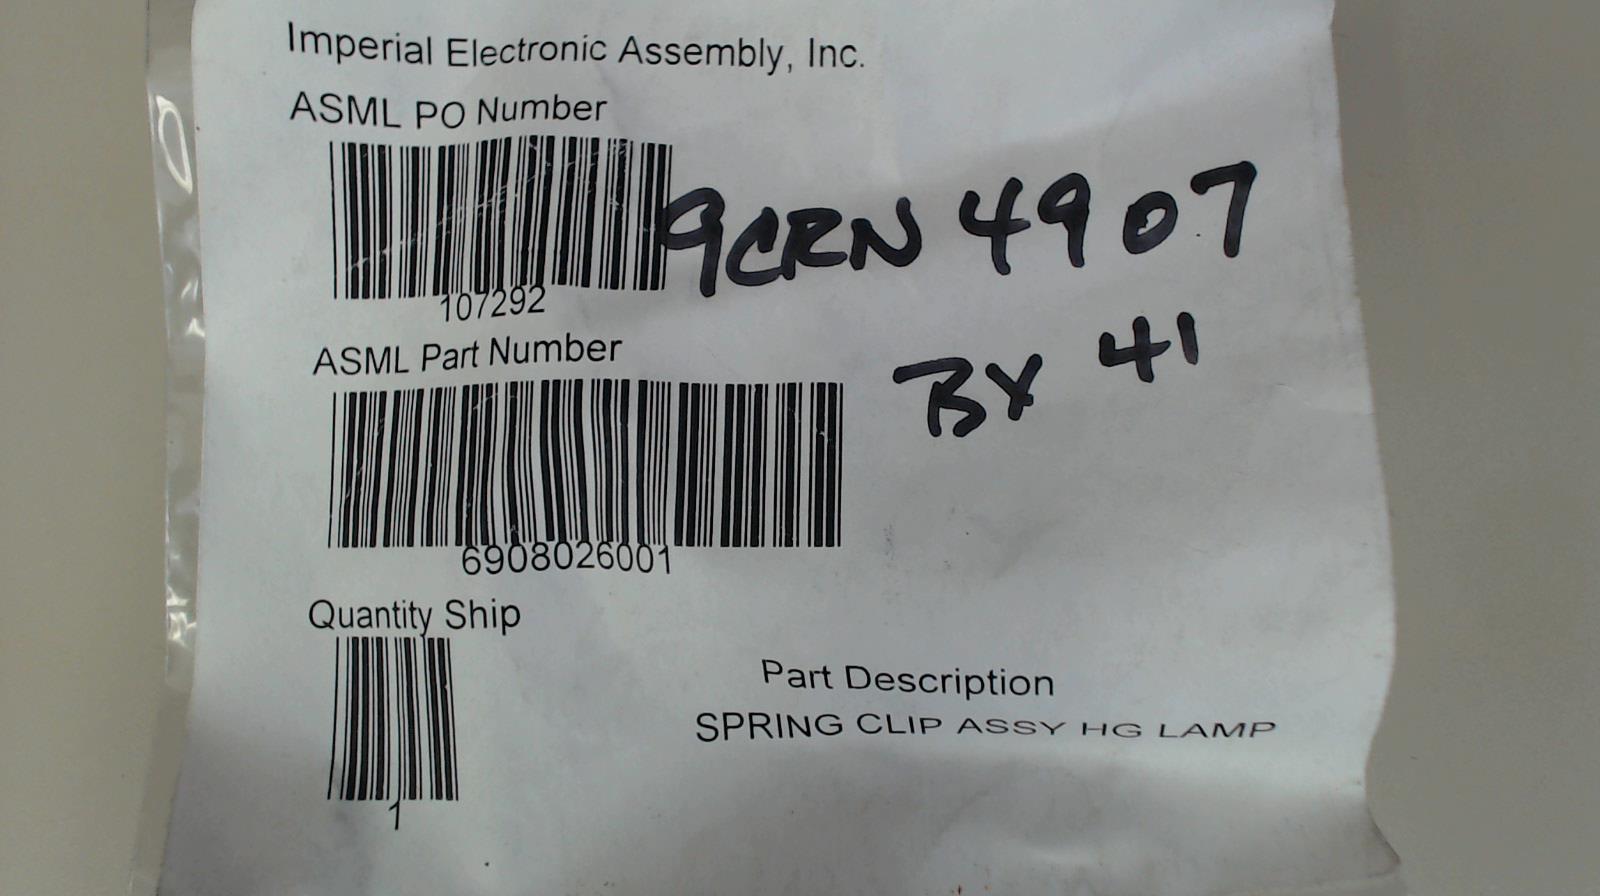 Imperial Electronic Assembly, Inc.
ASML PO Number
9CRN 4907
107292
ASML Part Number
BX 41
6908026001
Quantity Ship
1
Part Description
SPRING CLIP ASSY HG LAMP